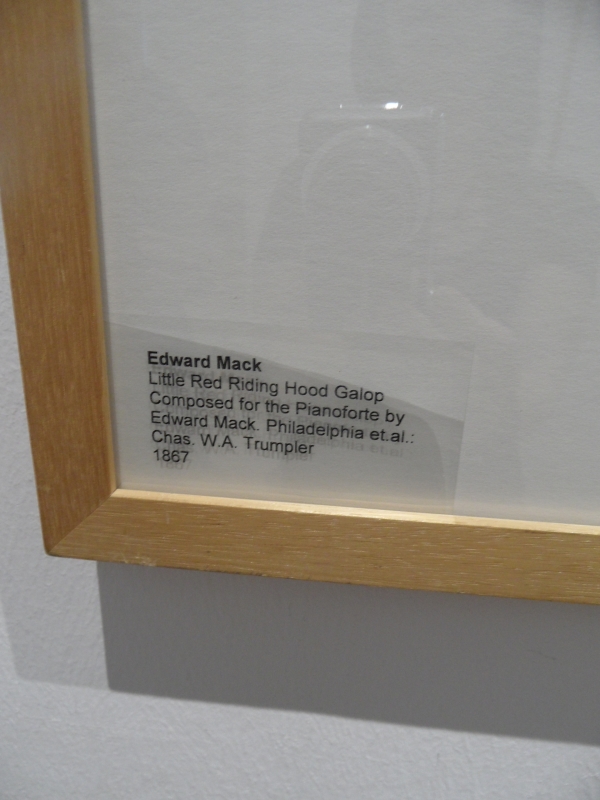 Edward Mack
Little Red Riding Hood Galop
Composed for the Pianoforte by
Edward Mack. Philadelphia et.al.:
Chas. W.A. Trumpler
1867